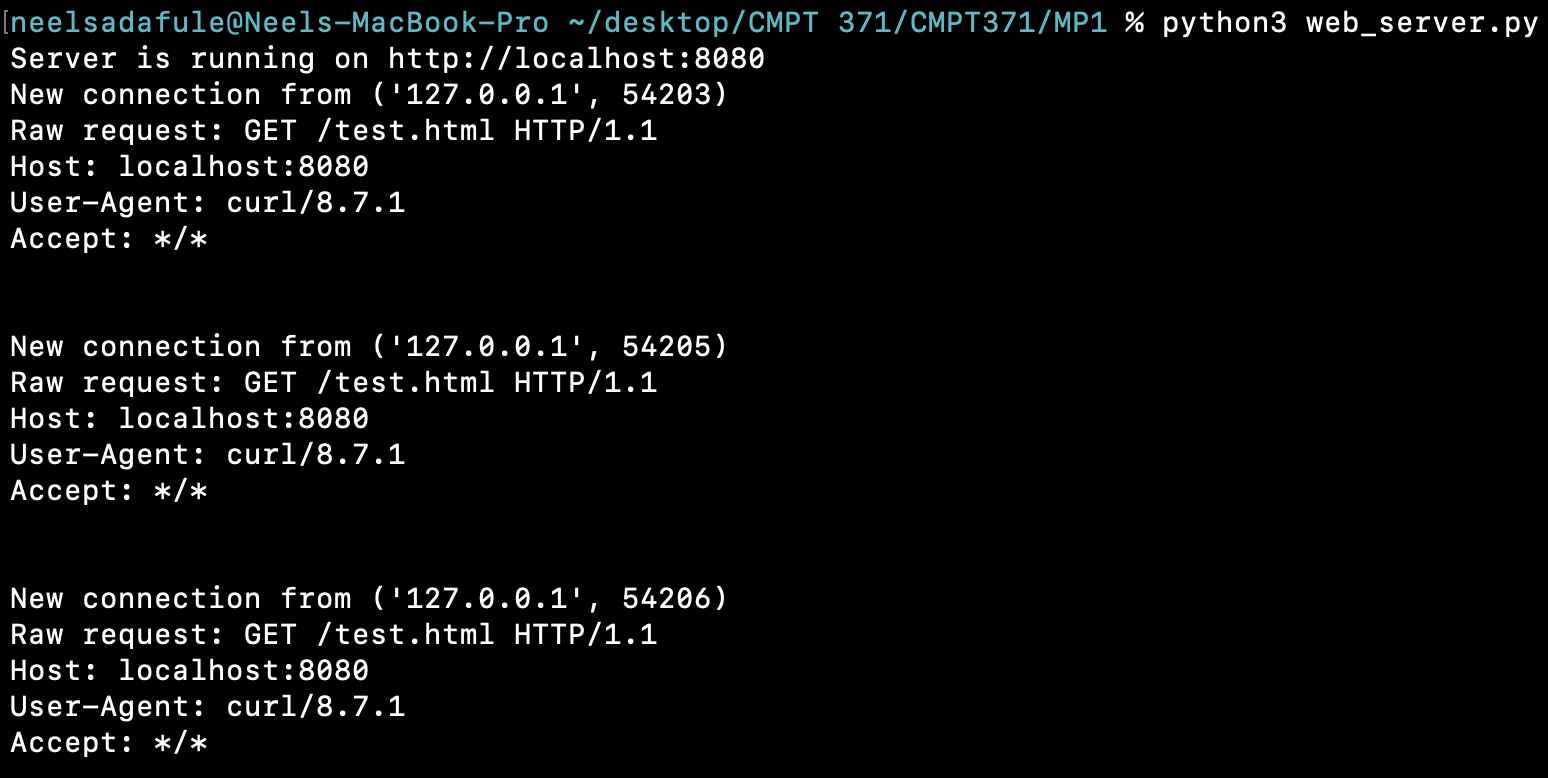 [neelsadafule@Neels-MacBook-Pro ~/desktop/CMPT 371/CMPT371/MP1 % python3 web_server.py
Server is running on http://localhost:8080
New connection from ('127.0.0.1', 54203)
Raw request: GET /test.html HTTP/1.1
Host: localhost:8080
User-Agent: curl/8.7.1
Accept: */*
New connection from ('127.0.0.1', 54205)
Raw request: GET /test.html HTTP/1.1
Host: localhost:8080
User-Agent: curl/8.7.1
Accept: */*
New connection from ('127.0.0.1', 54206)
Raw request: GET /test.html HTTP/1.1
Host: localhost:8080
User-Agent: curl/8.7.1
Accept: */*